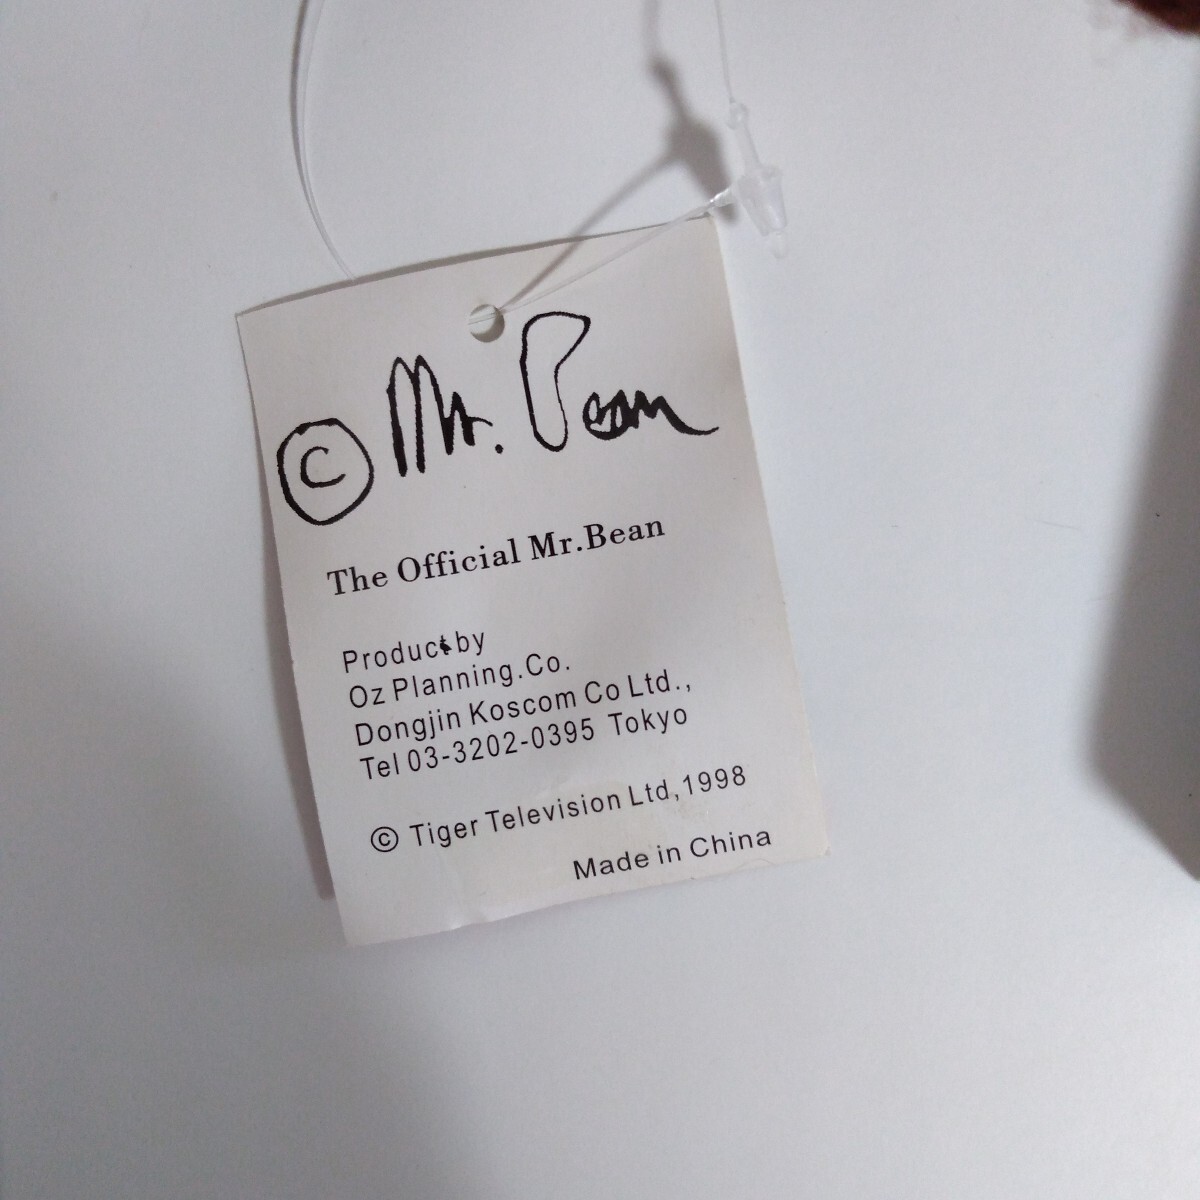 © Mr. Bean
The Official Mr.Bean
Product by
Oz Planning.Co.
Dongjin Koscom Co Ltd.,
Tel 03-3202-0395 Tokyo
© Tiger Television Ltd,1998
Made in China